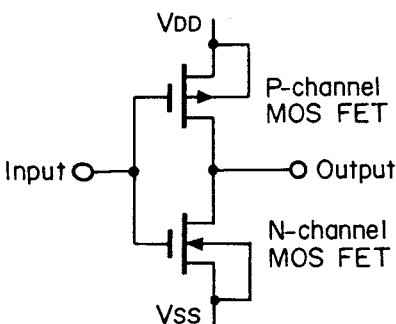 VDD
P-channel
MOS FET
Input
Output
N-channel
MOS FET
VSS